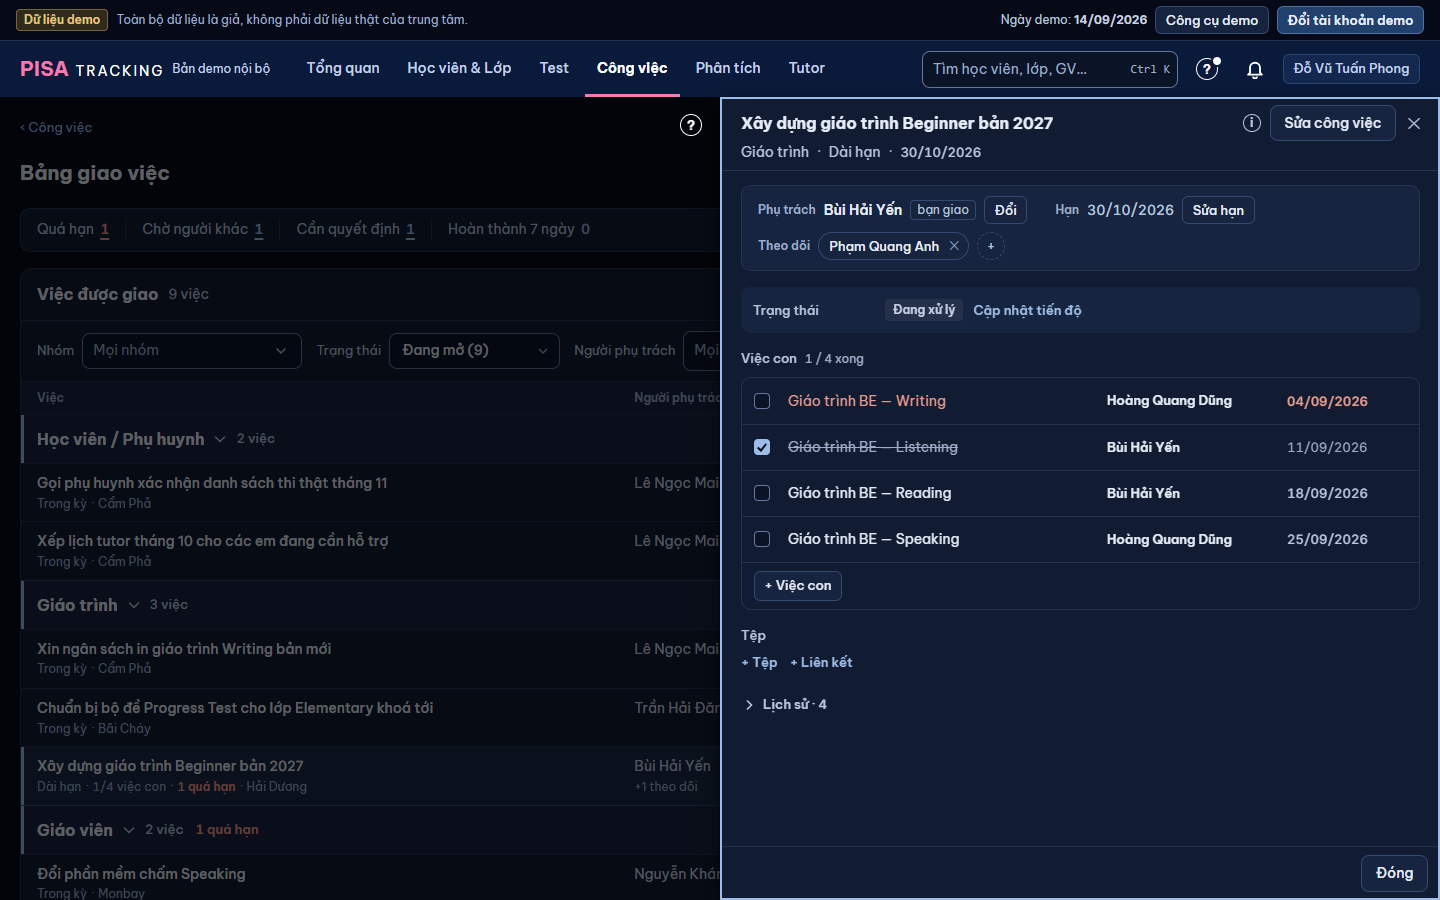 Dữ liệu demo Toàn bộ dữ liệu là giả, không phải dữ liệu thật của trung tâm. Ngày demo: 14/09/2026 Công cụ demo Đổi tài khoản demo
PISA TRACKING Bản demo nội bộ Tổng quan Học viên & Lớp Test Công việc Phân tích Tutor Tìm học viên, lớp, GV... Ctrl K ? Đỗ Vũ Tuấn Phong
‹ Công việc ?
Bảng giao việc
Quá hạn 1 Chờ người khác 1 Cần quyết định 1 Hoàn thành 7 ngày 0
Việc được giao 9 việc
Nhóm Mọi nhóm Trạng thái Đang mở (9) Người phụ trách Mọi
Việc Người phụ trác
Học viên / Phụ huynh 2 việc
Gọi phụ huynh xác nhận danh sách thi thật tháng 11 Lê Ngọc Mai
Trong kỳ · Cẩm Phả
Xếp lịch tutor tháng 10 cho các em đang cần hỗ trợ Lê Ngọc Mai
Trong kỳ · Cẩm Phả
Giáo trình 3 việc
Xin ngân sách in giáo trình Writing bản mới Lê Ngọc Mai
Trong kỳ · Cẩm Phả
Chuẩn bị bộ đề Progress Test cho lớp Elementary khoá tới Trần Hải Đăn
Trong kỳ · Bãi Cháy
Xây dựng giáo trình Beginner bản 2027 Bùi Hải Yến
Dài hạn · 1/4 việc con · 1 quá hạn · Hải Dương +1 theo dõi
Giáo viên 2 việc 1 quá hạn
Đổi phần mềm chấm Speaking Nguyễn Khán
Trong kỳ · Monbay
Xây dựng giáo trình Beginner bản 2027 Sửa công việc
Giáo trình · Dài hạn · 30/10/2026
Phụ trách Bùi Hải Yến bạn giao Đổi Hạn 30/10/2026 Sửa hạn
Theo dõi Phạm Quang Anh +
Trạng thái Đang xử lý Cập nhật tiến độ
Việc con 1 / 4 xong
Giáo trình BE — Writing Hoàng Quang Dũng 04/09/2026
Giáo trình BE — Listening Bùi Hải Yến 11/09/2026
Giáo trình BE — Reading Bùi Hải Yến 18/09/2026
Giáo trình BE — Speaking Hoàng Quang Dũng 25/09/2026
+ Việc con
Tệp
+ Tệp + Liên kết
Lịch sử · 4
Đóng